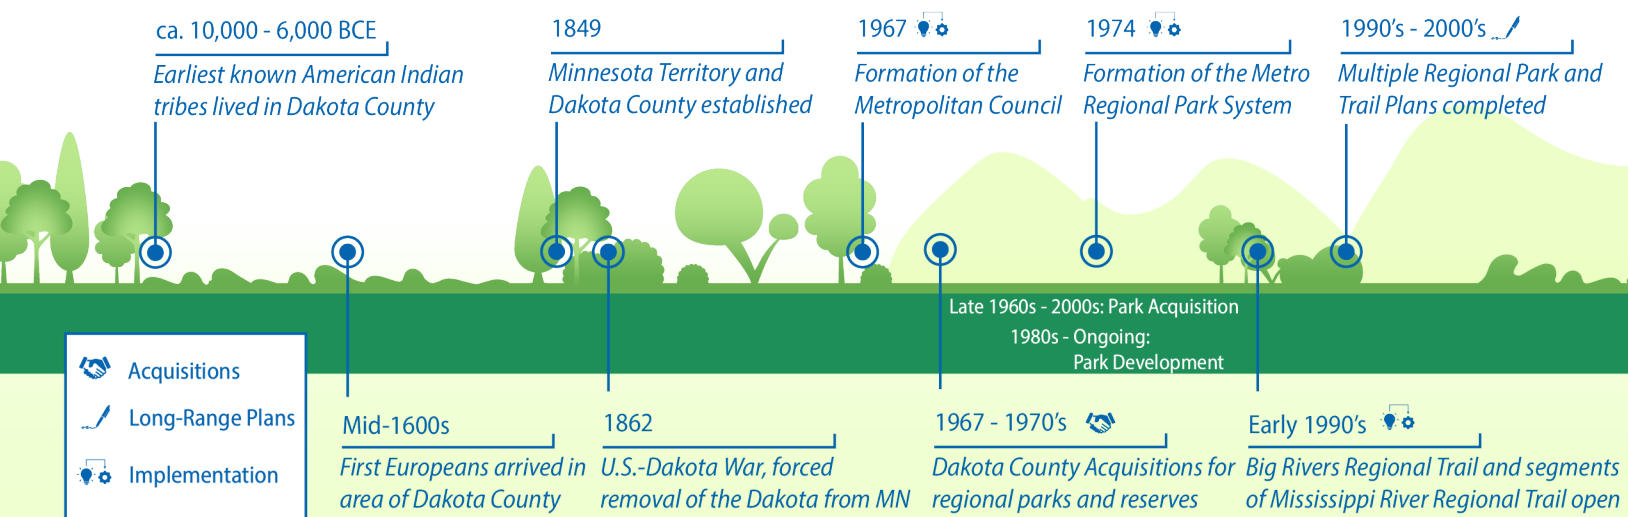 ca. 10,000 - 6,000 BCE
Earliest known American Indian
tribes lived in Dakota County
1849
Minnesota Territory and
Dakota County established
1967
Formation of the
Metropolitan Council
1974
Formation of the Metro
Regional Park System
1990's - 2000's
Multiple Regional Park and
Trail Plans completed
Late 1960s - 2000s: Park Acquisition
1980s - Ongoing:
Park Development
Acquisitions
Long-Range Plans
Implementation
Mid-1600s
First Europeans arrived in
area of Dakota County
1862
U.S.-Dakota War, forced
removal of the Dakota from MN
1967 - 1970's
Dakota County Acquisitions for
regional parks and reserves
Early 1990's
Big Rivers Regional Trail and segments
of Mississippi River Regional Trail open